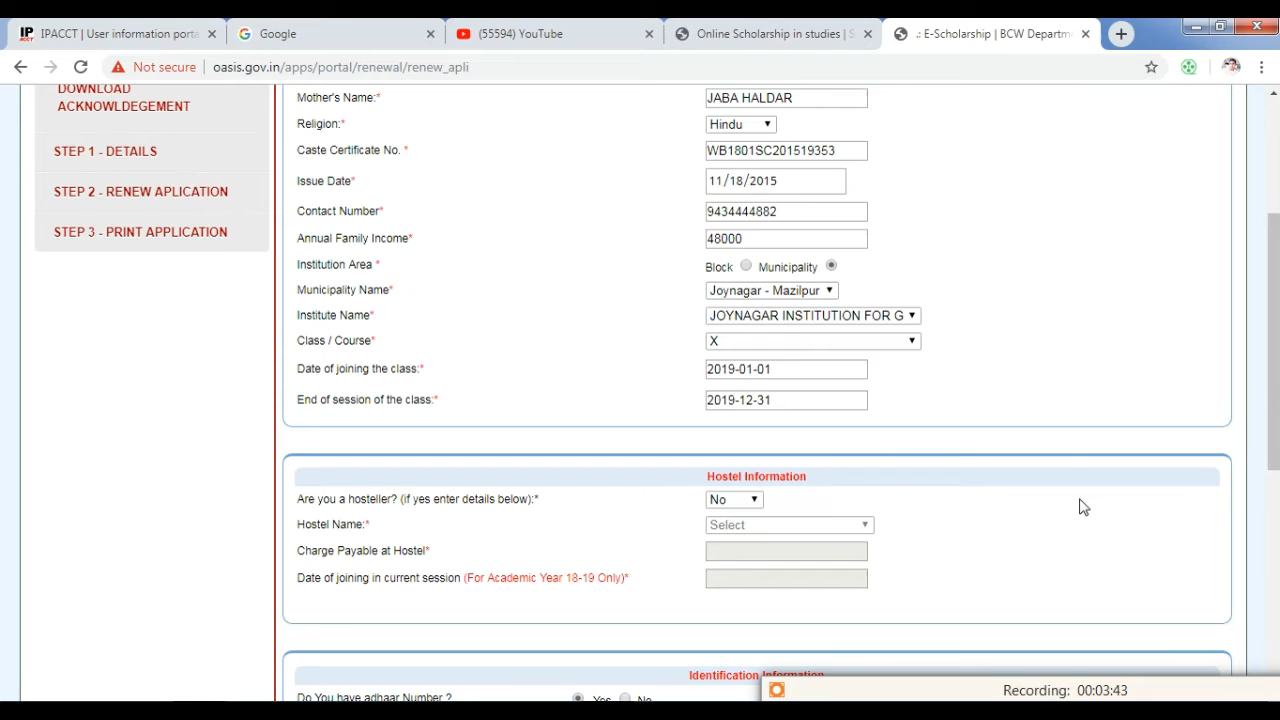 IPACCT | User information porta
Google
Online Scholarship - studies | S
.: E-Scholarship | BCW Departm
Not secure
oasis.gov.in/apps/portal/renewal/renew_apli
DOWNLOAD
ACKNOWLDEGEMENT
STEP 1 - DETAILS
STEP 2 - RENEW APLICATION
STEP 3 - PRINT APPLICATION
Mother's Name:* JABA HALDAR
Religion:* Hindu
Caste Certificate No. * WB1801SC201519353
Issue Date* 11/18/2015
Contact Number* 9434444882
Annual Family Income* 48000
Institution Area * Block Municipality
Municipality Name* Joynagar - Mazilpur
Institute Name* JOYNAGAR INSTITUTION FOR G
Class / Course* X
Date of joining the class:* 2019-01-01
End of session of the class:* 2019-12-31
Hostel Information
Are you a hosteller? (if yes enter details below):* No
Hostel Name:* Select
Charge Payable at Hostel*
Date of joining in current session (For Academic Year 18-19 Only)*
Identification Information
Do You have adhaar Number ? Yes No
Recording: 00:03:43